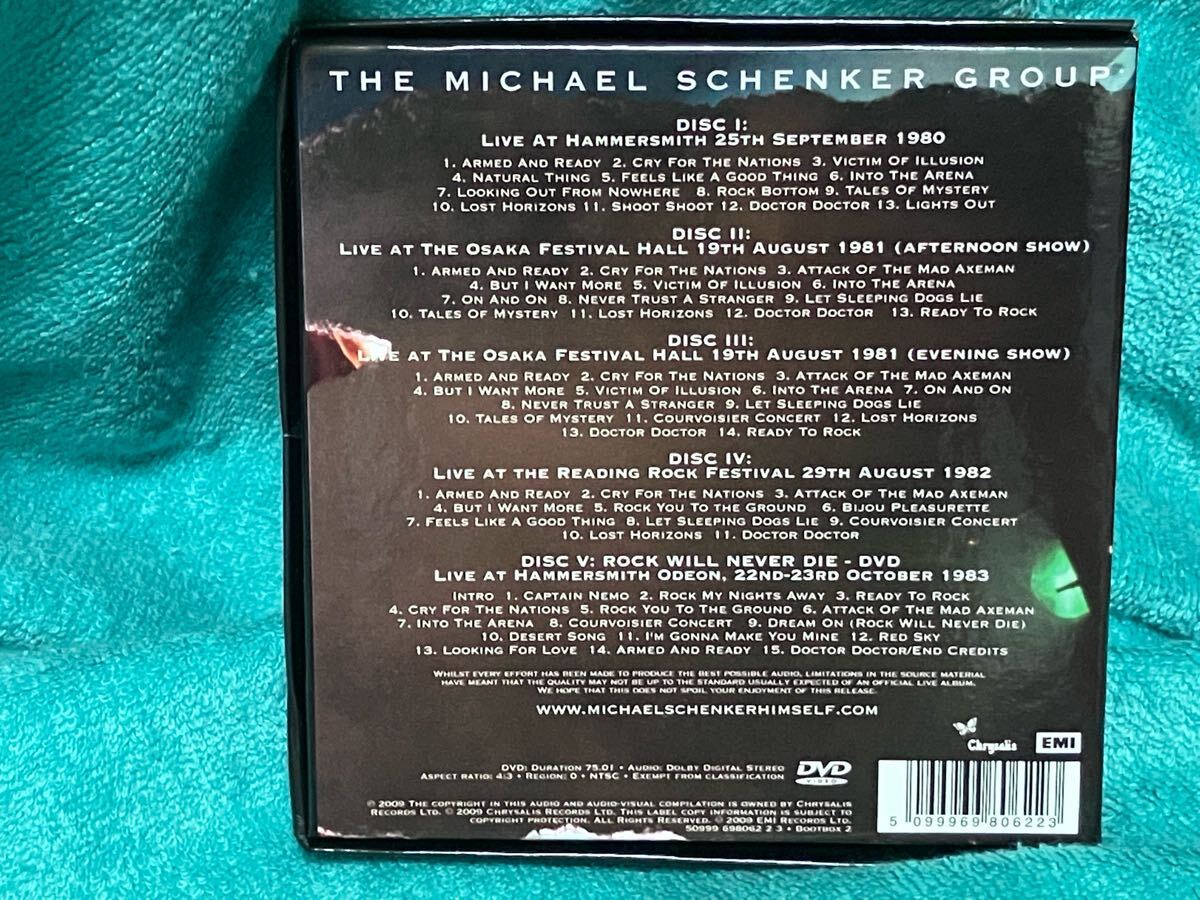 THE MICHAEL SCHENKER GROUP
DISC I:
LIVE AT HAMMERSMITH 25TH SEPTEMBER 1980
1. ARMED AND READY 2. CRY FOR THE NATIONS 3. VICTIM OF ILLUSION
4. NATURAL THING 5. FEELS LIKE A GOOD THING 6. INTO THE ARENA
7. LOOKING OUT FROM NOWHERE 8. ROCK BOTTOM 9. TALES OF MYSTERY
10. LOST HORIZONS 11. SHOOT SHOOT 12. DOCTOR DOCTOR 13. LIGHTS OUT
DISC II:
LIVE AT THE OSAKA FESTIVAL HALL 19TH AUGUST 1981 (AFTERNOON SHOW)
1. ARMED AND READY 2. CRY FOR THE NATIONS 3. ATTACK OF THE MAD AXEMAN
4. BUT I WANT MORE 5. VICTIM OF ILLUSION 6. INTO THE ARENA
7. ON AND ON 8. NEVER TRUST A STRANGER 9. LET SLEEPING DOGS LIE
10. TALES OF MYSTERY 11. LOST HORIZONS 12. DOCTOR DOCTOR 13. READY TO ROCK
DISC III:
LIVE AT THE OSAKA FESTIVAL HALL 19TH AUGUST 1981 (EVENING SHOW)
1. ARMED AND READY 2. CRY FOR THE NATIONS 3. ATTACK OF THE MAD AXEMAN
4. BUT I WANT MORE 5. VICTIM OF ILLUSION 6. INTO THE ARENA 7. ON AND ON
8. NEVER TRUST A STRANGER 9. LET SLEEPING DOGS LIE
10. TALES OF MYSTERY 11. COURVOISIER CONCERT 12. LOST HORIZONS
13. DOCTOR DOCTOR 14. READY TO ROCK
DISC IV:
LIVE AT THE READING ROCK FESTIVAL 29TH AUGUST 1982
1. ARMED AND READY 2. CRY FOR THE NATIONS 3. ATTACK OF THE MAD AXEMAN
4. BUT I WANT MORE 5. ROCK YOU TO THE GROUND 6. BIJOU PLEASURETTE
7. FEELS LIKE A GOOD THING 8. LET SLEEPING DOGS LIE 9. COURVOISIER CONCERT
10. LOST HORIZONS 11. DOCTOR DOCTOR
DISC V: ROCK WILL NEVER DIE - DVD
LIVE AT HAMMERSMITH ODEON, 22ND-23RD OCTOBER 1983
INTRO 1. CAPTAIN NEMO 2. ROCK MY NIGHTS AWAY 3. READY TO ROCK
4. CRY FOR THE NATIONS 5. ROCK YOU TO THE GROUND 6. ATTACK OF THE MAD AXEMAN
7. INTO THE ARENA 8. COURVOISIER CONCERT 9. DREAM ON (ROCK WILL NEVER DIE)
10. DESERT SONG 11. I'M GONNA MAKE YOU MINE 12. RED SKY
13. LOOKING FOR LOVE 14. ARMED AND READY 15. DOCTOR DOCTOR/END CREDITS
WHILST EVERY EFFORT HAS BEEN MADE TO PRODUCE THE BEST POSSIBLE AUDIO, LIMITATIONS IN THE SOURCE MATERIAL
HAVE MEANT THAT THE QUALITY MAY NOT BE UP TO THE STANDARD USUALLY EXPECTED OF AN OFFICIAL LIVE ALBUM.
WE HOPE THAT THIS DOES NOT SPOIL YOUR ENJOYMENT OF THIS RELEASE.
WWW.MICHAELSCHENKERHIMSELF.COM
Chrysalis EMI
DVD: DURATION 75.01 • AUDIO: DOLBY DIGITAL STEREO
ASPECT RATIO: 4:3 • REGION: 0 • NTSC • EXEMPT FROM CLASSIFICATION
DVD VIDEO
℗ 2009 THE COPYRIGHT IN THIS AUDIO AND AUDIO-VISUAL COMPILATION IS OWNED BY CHRYSALIS
RECORDS LTD. © 2009 CHRYSALIS RECORDS LTD. THIS LABEL COPY INFORMATION IS SUBJECT TO
COPYRIGHT PROTECTION. ALL RIGHTS RESERVED. © 2009 EMI RECORDS LTD.
50999 698062 2 3 • BOOTBOX 2
5 099969 806223